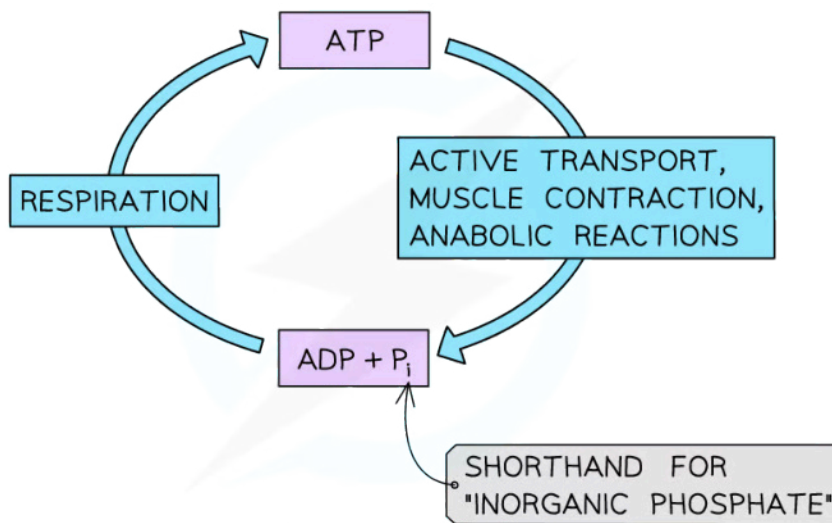 ATP
RESPIRATION
ACTIVE TRANSPORT,
MUSCLE CONTRACTION,
ANABOLIC REACTIONS
ADP + Pi
SHORTHAND FOR
"INORGANIC PHOSPHATE"